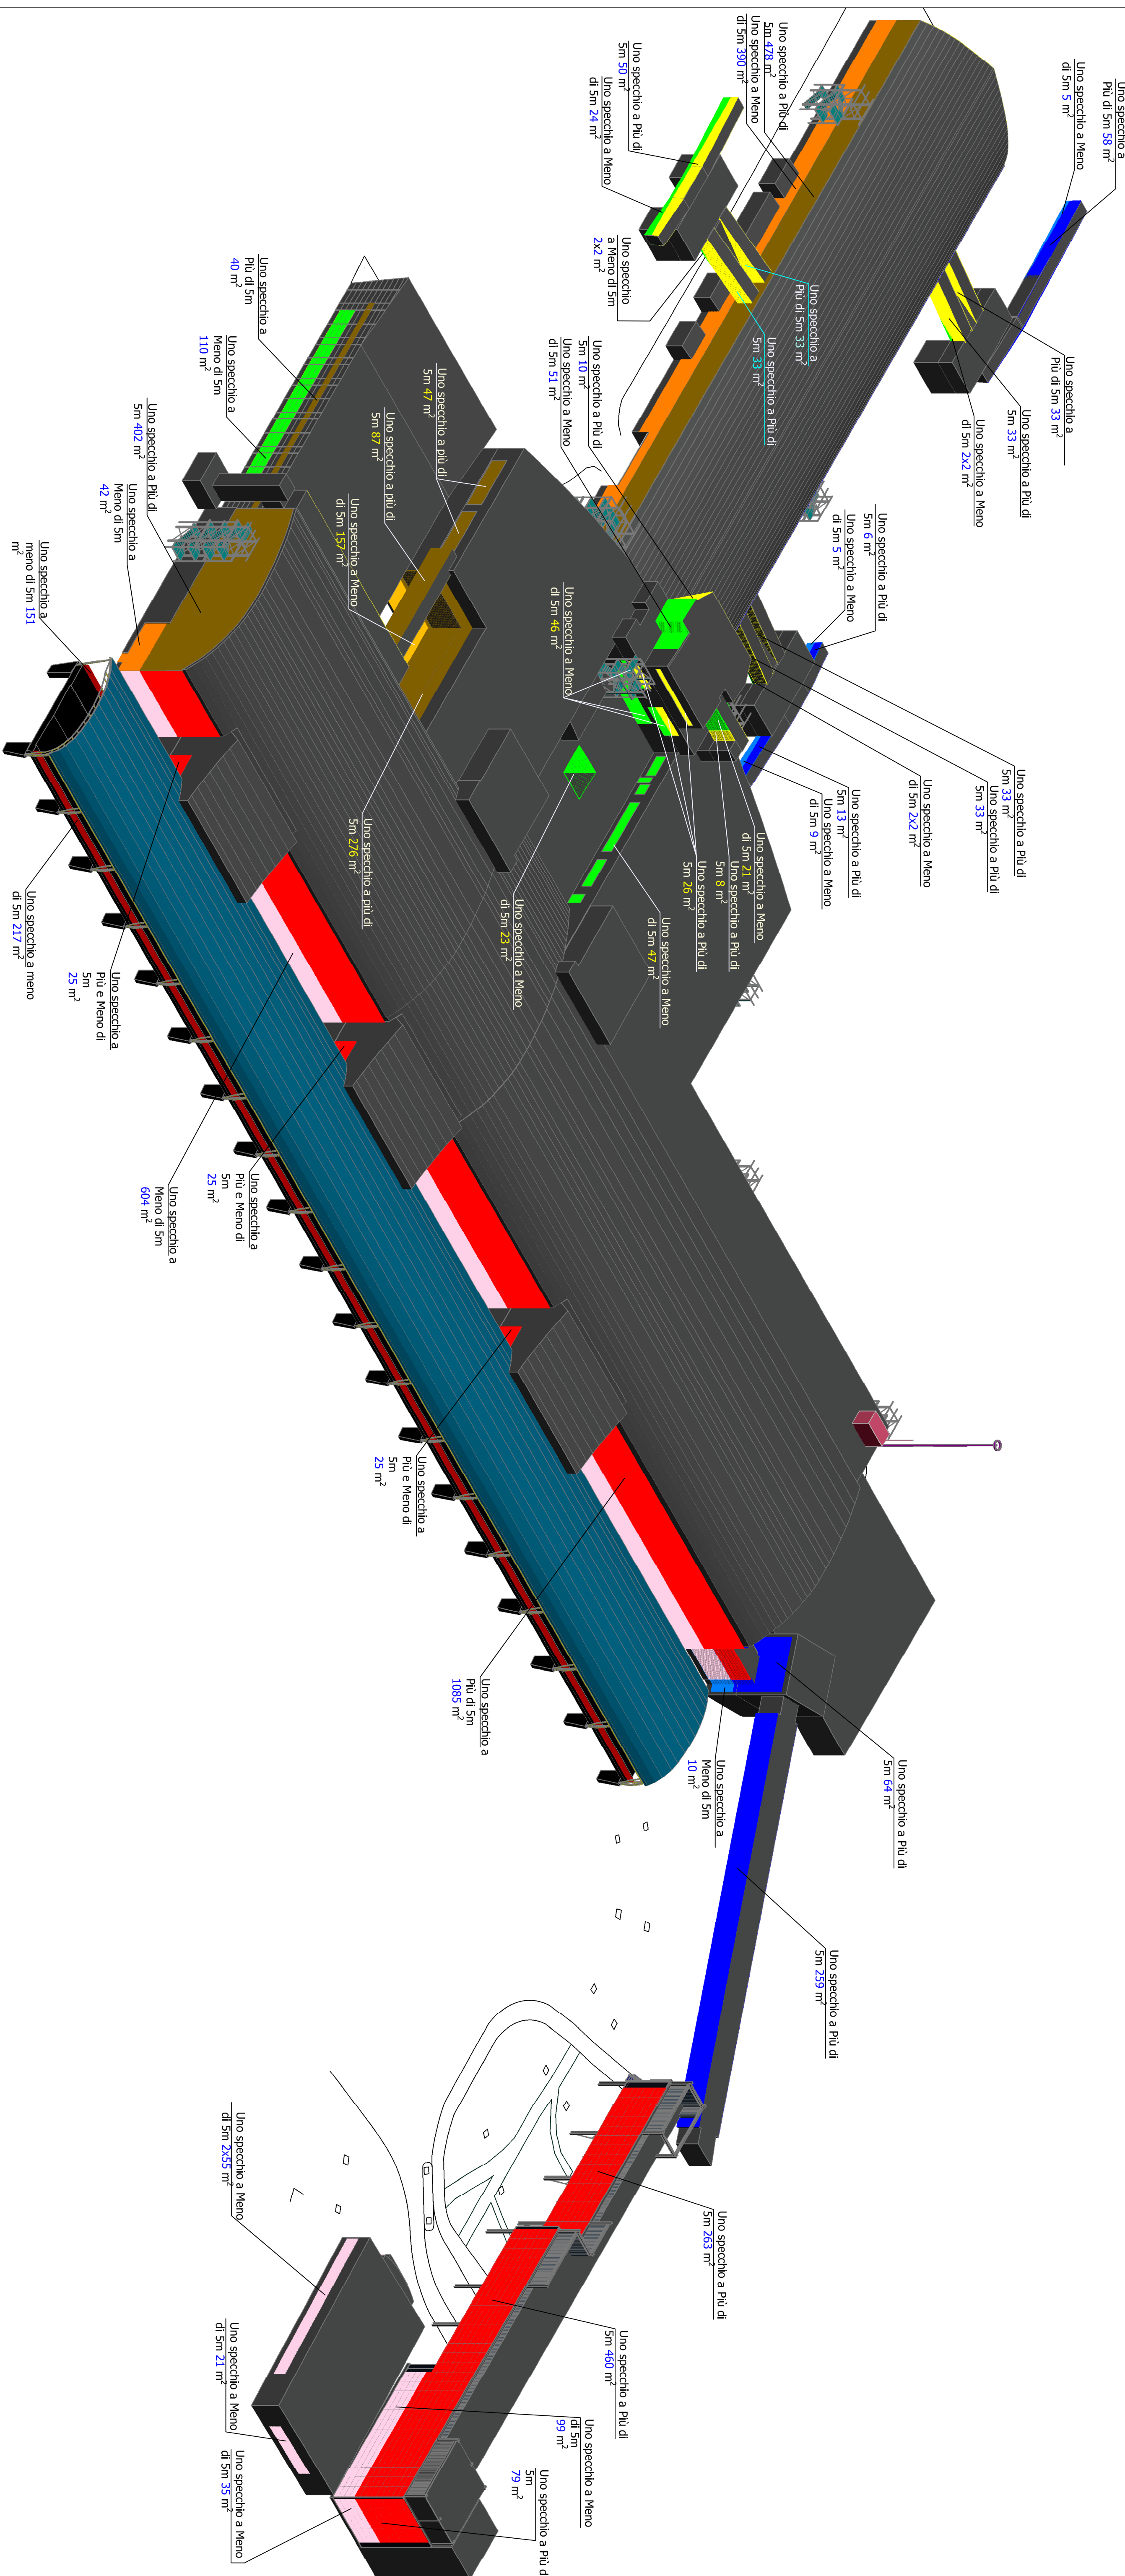 Uno specchio a
Più di 5m 58 m²
Uno specchio a Meno
di 5m 5 m²
Uno specchio a Più di
5m 478 m²
Uno specchio a Meno
di 5m 390 m²
Uno specchio a Più di
5m 50 m²
Uno specchio a Meno
di 5m 24 m²
Uno specchio
a Meno di 5m
2x2 m²
Uno specchio a
Più di 5m 33 m²
Uno specchio a Più di
5m 33 m²
Uno specchio a
Più di 5m 33 m²
Uno specchio a Più di
5m 33 m²
Uno specchio a Meno
di 5m 2x2 m²
Uno specchio a Più di
5m 10 m²
Uno specchio a Meno
di 5m 51 m²
Uno specchio a
Più di 5m
40 m²
Uno specchio a
Meno di 5m
110 m²
Uno specchio a Più di
5m 402 m²
Uno specchio a
Meno di 5m
42 m²
Uno specchio a
meno di 5m 151
m²
Uno specchio a più di
5m 47 m²
Uno specchio a più di
5m 87 m²
Uno specchio a Meno
di 5m 157 m²
Uno specchio a Più di
5m 6 m²
Uno specchio a Meno
di 5m 5 m²
Uno specchio a Meno
di 5m 46 m²
Uno specchio a Più di
5m 33 m²
Uno specchio a Più di
5m 33 m²
Uno specchio a Meno
di 5m 2x2 m²
Uno specchio a Più di
5m 13 m²
Uno specchio a Meno
di 5m 9 m²
Uno specchio a Meno
di 5m 21 m²
Uno specchio a Più di
5m 8 m²
Uno specchio a Più di
5m 26 m²
Uno specchio a Meno
di 5m 47 m²
Uno specchio a Meno
di 5m 23 m²
Uno specchio a più di
5m 276 m²
Uno specchio a meno
di 5m 217 m²
Uno specchio a
Più e Meno di
5m
25 m²
Uno specchio a
Più e Meno di
5m
25 m²
Uno specchio a
Meno di 5m
604 m²
Uno specchio a
Più e Meno di
5m
25 m²
Uno specchio a
Più di 5m
1085 m²
Uno specchio a Più di
5m 64 m²
Uno specchio a
Meno di 5m
10 m²
Uno specchio a Più di
5m 259 m²
Uno specchio a Più di
5m 263 m²
Uno specchio a Più di
5m 460 m²
Uno specchio a Meno
di 5m
99 m²
Uno specchio a Più d
5m
79 m²
Uno specchio a Meno
di 5m 2x55 m²
Uno specchio a Meno
di 5m 21 m²
Uno specchio a Meno
di 5m 35 m²